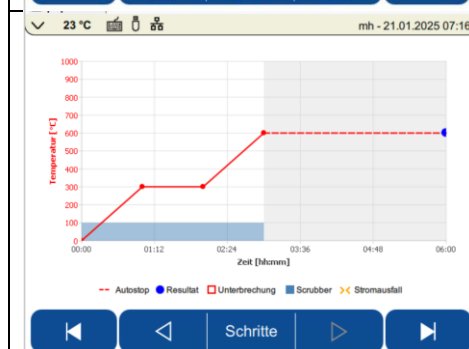 23 °C mh - 21.01.2025 07:16
Temperatur [°C]
1000
900
800
700
600
500
400
300
200
100
0
00:00 01:12 02:24 03:36 04:48 06:00
Zeit [hh:mm]
Autostop Resultat Unterbrechung Scrubber Stromausfall
Schritte